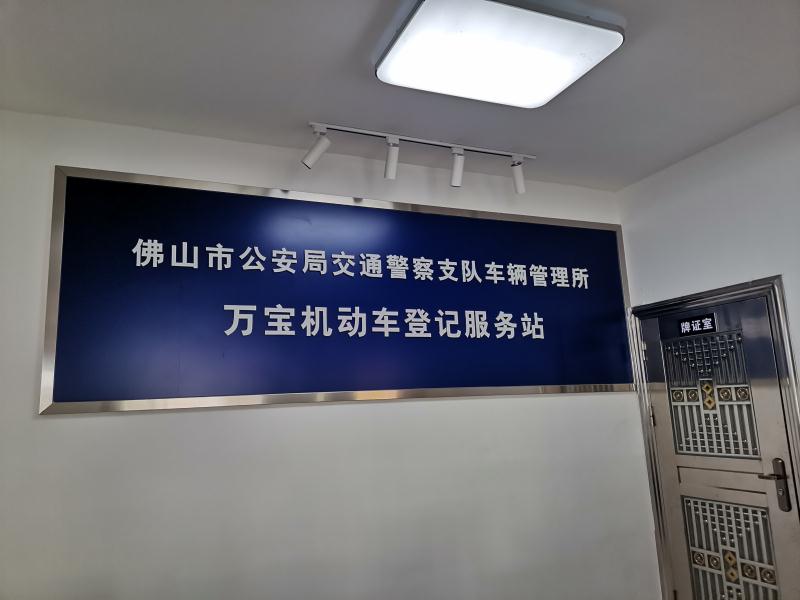 佛山市公安局交通警察支队车辆管理所
万宝机动车登记服务站
牌证室